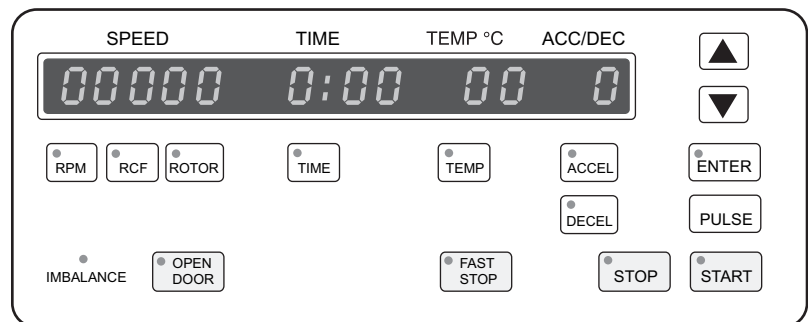 SPEED TIME TEMP °C ACC/DEC
00000 0:00 00 0
RPM RCF ROTOR TIME TEMP ACCEL ENTER
DECEL PULSE
IMBALANCE OPEN DOOR FAST STOP STOP START